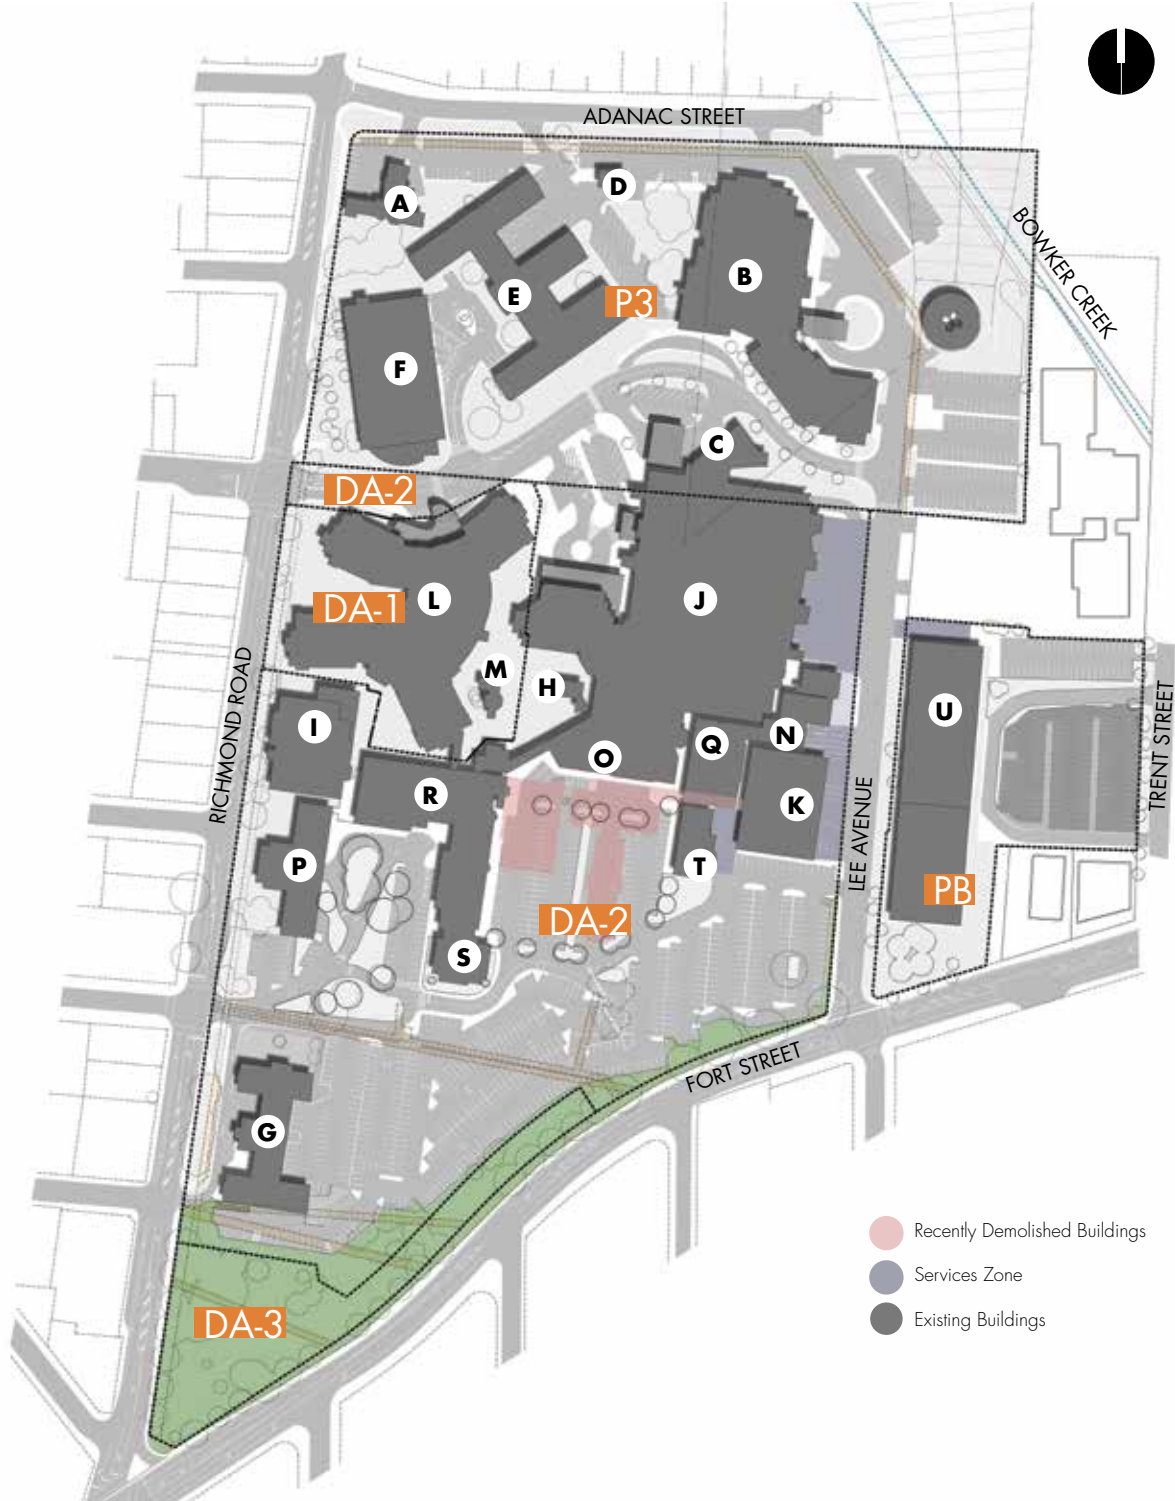 ADANAC STREET
D
A
BOWKER CREEK
B
E
P3
F
C
DA-2
L
J
DA-1
M
H
U
I
N
Q
O
RICHMOND ROAD
TRENT STREET
R
K
LEE AVENUE
P
T
PB
DA-2
S
FORT STREET
G
Recently Demolished Buildings
Services Zone
Existing Buildings
DA-3